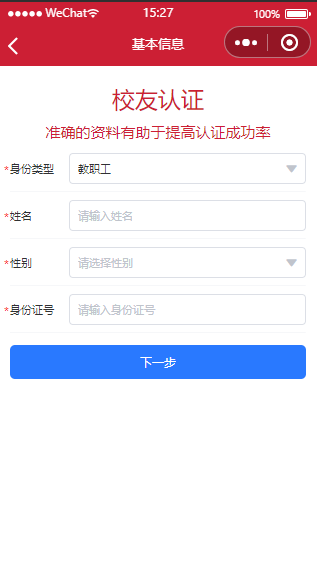 WeChat 15:27 100%
基本信息
校友认证
准确的资料有助于提高认证成功率
*身份类型 教职工
*姓名 请输入姓名
*性别 请选择性别
*身份证号 请输入身份证号
下一步